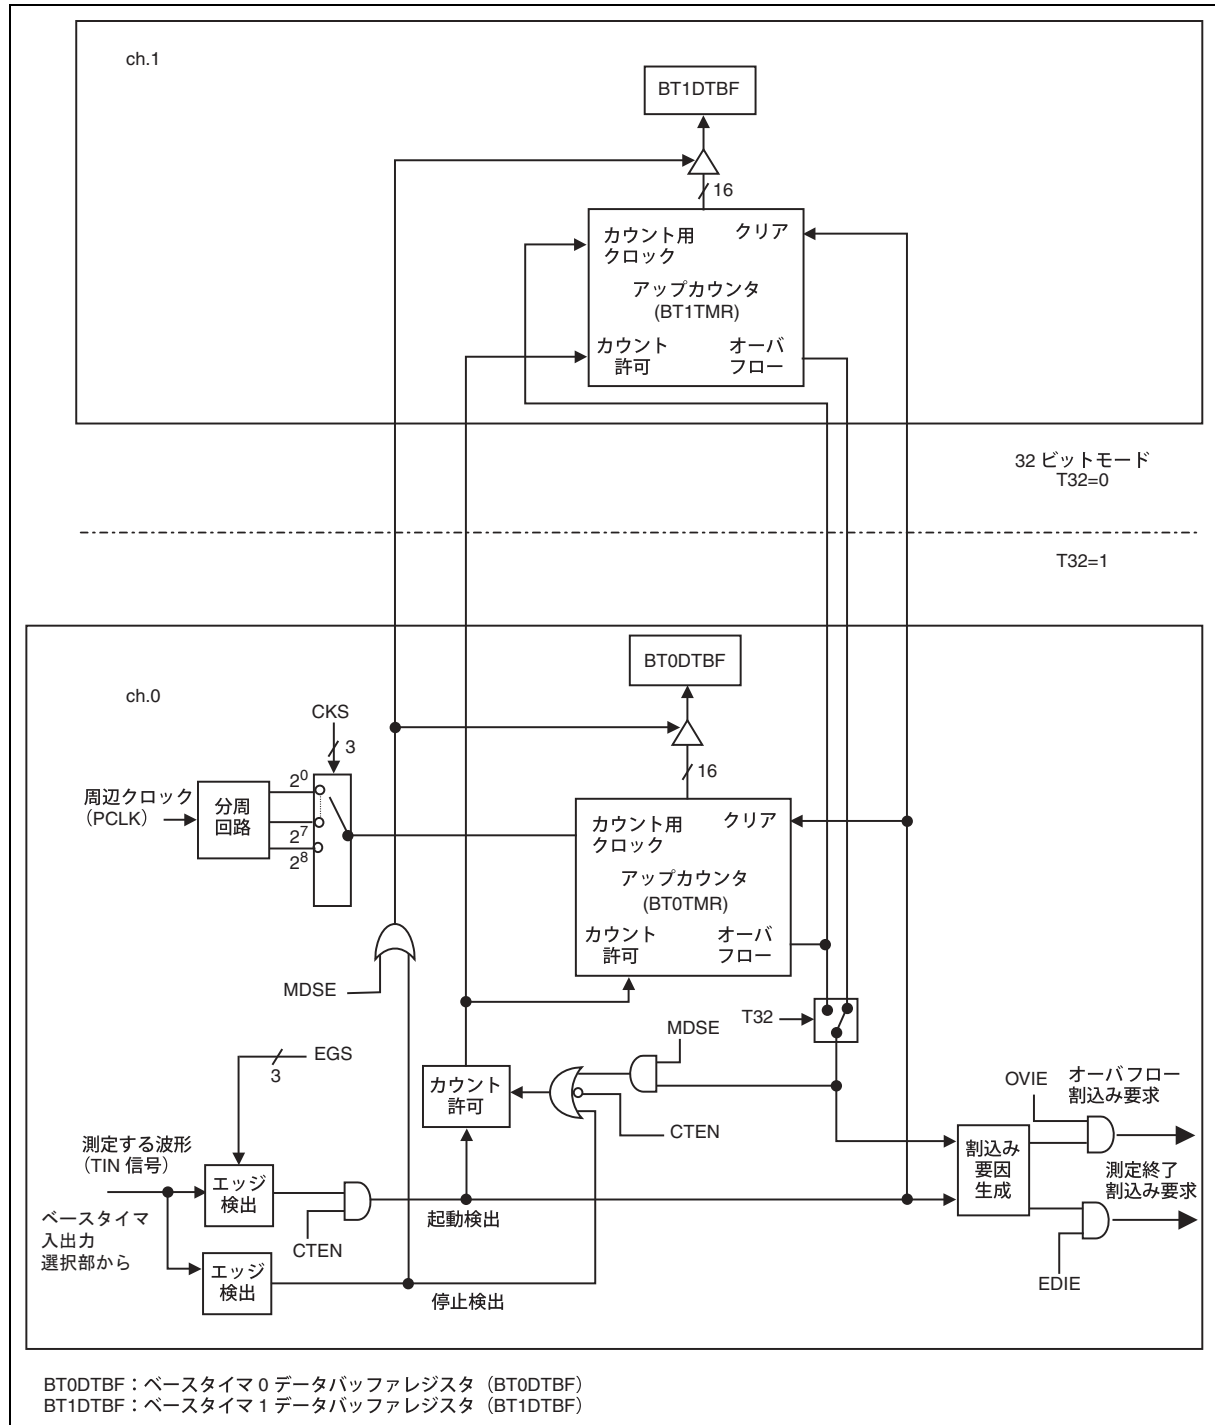 ch.1
BT1DTBF
16
カウント用
クロック
クリア
アップカウンタ
(BT1TMR)
カウント
許可
オーバ
フロー
32 ビットモード
T32=0
T32=1
ch.0
BT0DTBF
CKS
3
16
周辺クロック
（PCLK）
分周
回路
2⁰
2⁷
2⁸
カウント用
クロック
クリア
アップカウンタ
(BT0TMR)
カウント
許可
オーバ
フロー
MDSE
T32
MDSE
EGS
3
カウント
許可
CTEN
OVIE
オーバフロー
割込み要求
測定する波形
（TIN 信号）
エッジ
検出
CTEN
起動検出
割込み
要因
生成
測定終了
割込み要求
ベースタイマ
入出力
選択部から
エッジ
検出
停止検出
EDIE
BT0DTBF：ベースタイマ 0 データバッファレジスタ（BT0DTBF）
BT1DTBF：ベースタイマ 1 データバッファレジスタ（BT1DTBF）